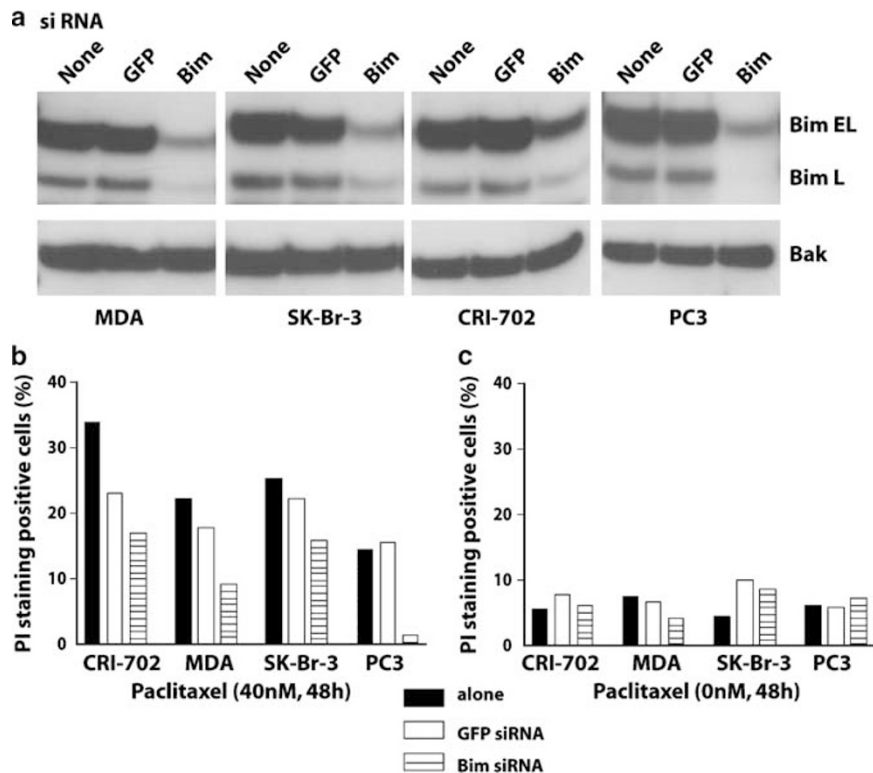 a si RNA
None GFP Bim None GFP Bim None GFP Bim None GFP Bim
Bim EL
Bim L
Bak
MDA SK-Br-3 CRI-702 PC3
b
PI staining positive cells (%)
40
30
20
10
0
CRI-702 MDA SK-Br-3 PC3
Paclitaxel (40nM, 48h)
c
PI staining positive cells (%)
40
30
20
10
0
CRI-702 MDA SK-Br-3 PC3
Paclitaxel (0nM, 48h)
alone
GFP siRNA
Bim siRNA